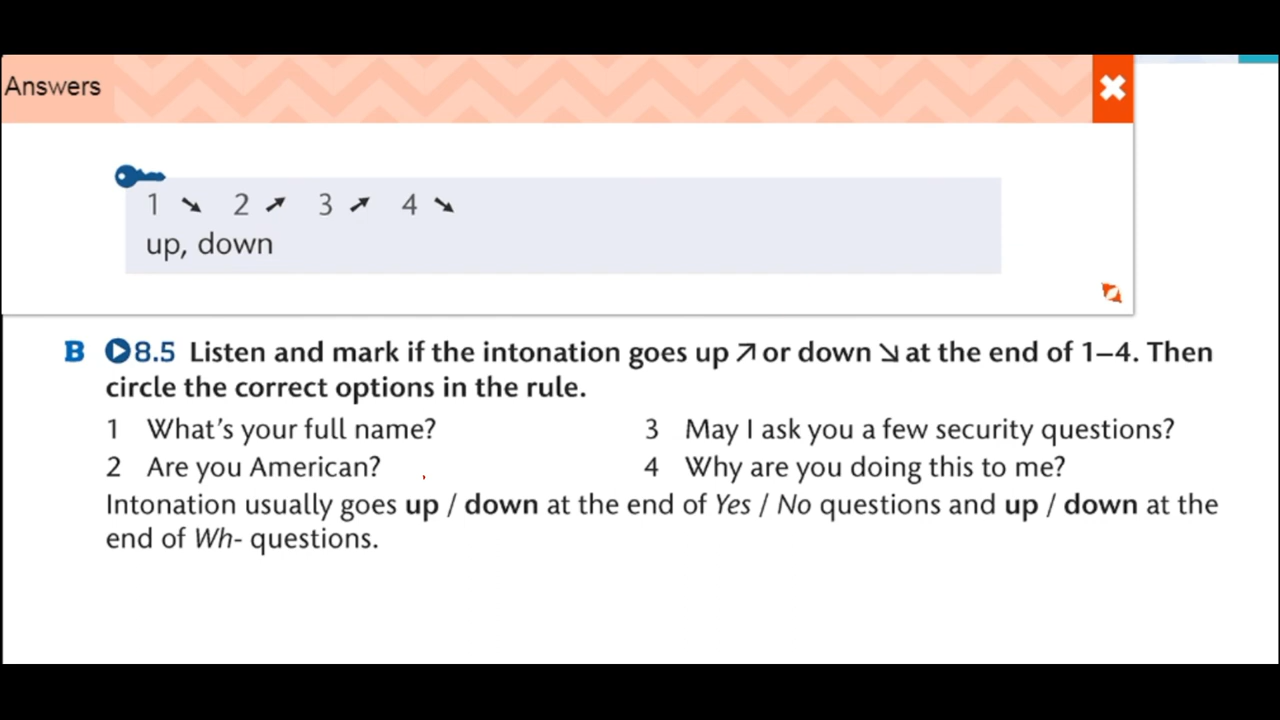 Answers
1 ↘ 2 ↗ 3 ↗ 4 ↘
up, down
B 8.5 Listen and mark if the intonation goes up ↗ or down ↘ at the end of 1–4. Then
circle the correct options in the rule.
1 What's your full name?
2 Are you American?
3 May I ask you a few security questions?
4 Why are you doing this to me?
Intonation usually goes up / down at the end of Yes / No questions and up / down at the
end of Wh- questions.